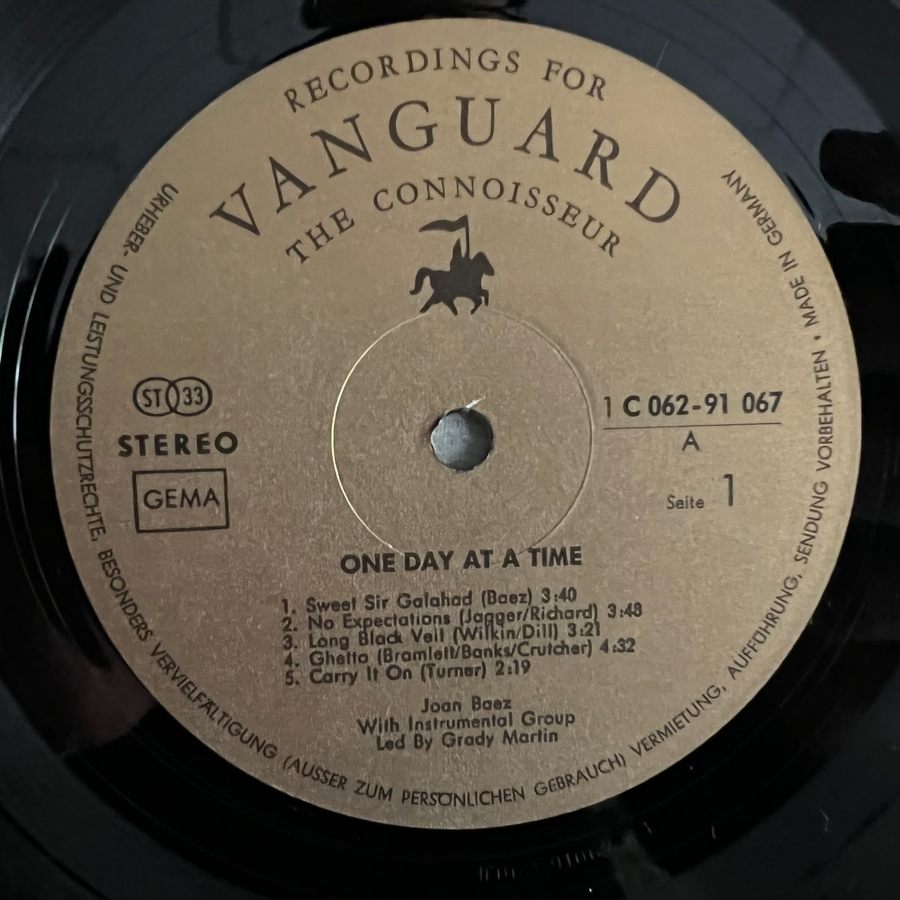 RECORDINGS FOR
VANGUARD
THE CONNOISSEUR
ST 33
STEREO
GEMA
1 C 062-91 067
A
Seite 1
ONE DAY AT A TIME
1. Sweet Sir Galahad (Baez) 3:40
2. No Expectations (Jagger/Richard) 3:48
3. Long Black Veil (Wilkin/Dill) 3:21
4. Ghetto (Bramlett/Banks/Crutcher) 4:32
5. Carry It On (Turner) 2:19
Joan Baez
With Instrumental Group
Led By Grady Martin
URHEBER- UND LEISTUNGSSCHUTZRECHTE, BESONDERS VERVIELFÄLTIGUNG (AUSSER ZUM PERSÖNLICHEN GEBRAUCH) VERMIETUNG, AUFFÜHRUNG, SENDUNG VORBEHALTEN • MADE IN GERMANY